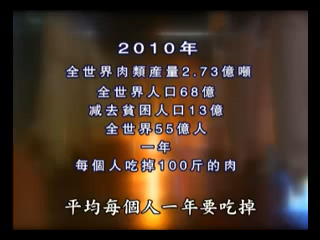 2010年
全世界肉類産量2.73億噸
全世界人口68億
减去貧困人口13億
全世界55億人
一年
每個人吃掉100斤的肉
平均每個人一年要吃掉